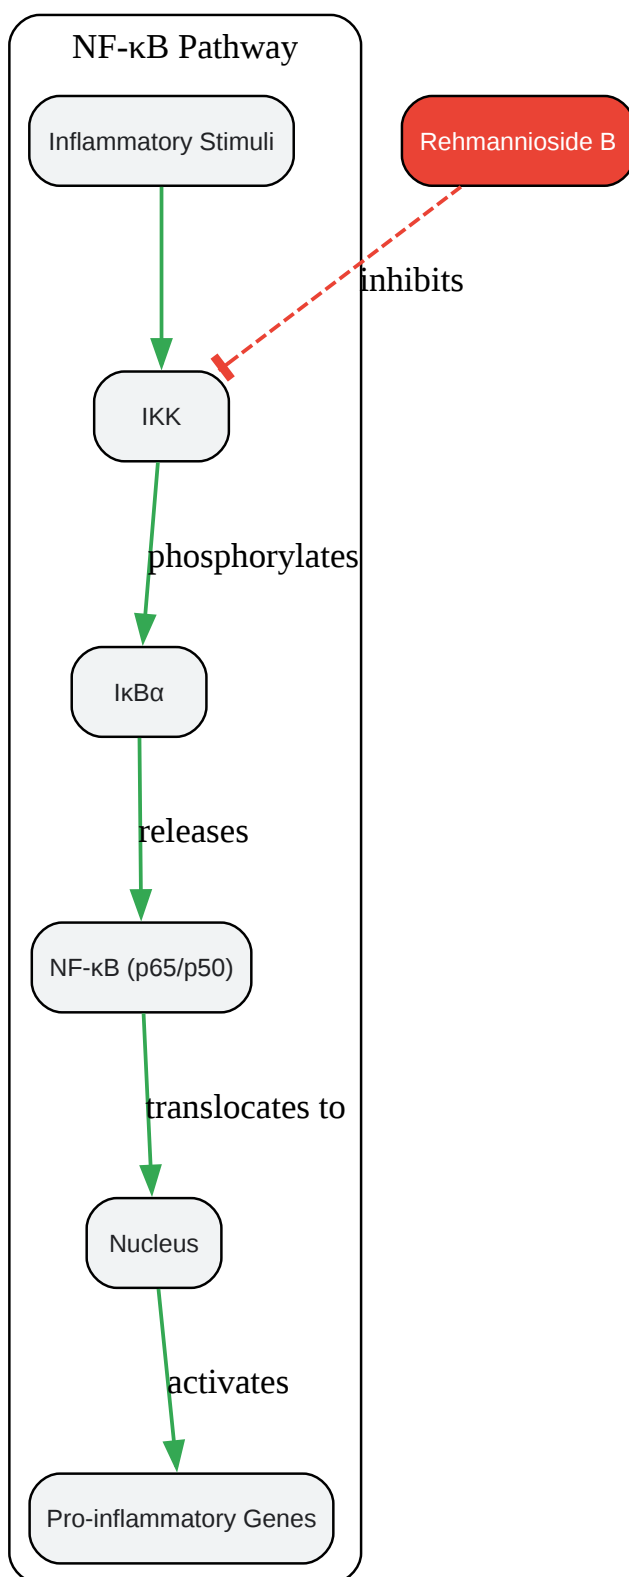 NF-κB Pathway
Inflammatory Stimuli
Rehmannioside B
inhibits
IKK
phosphorylates
IκBα
releases
NF-κB (p65/p50)
translocates to
Nucleus
activates
Pro-inflammatory Genes